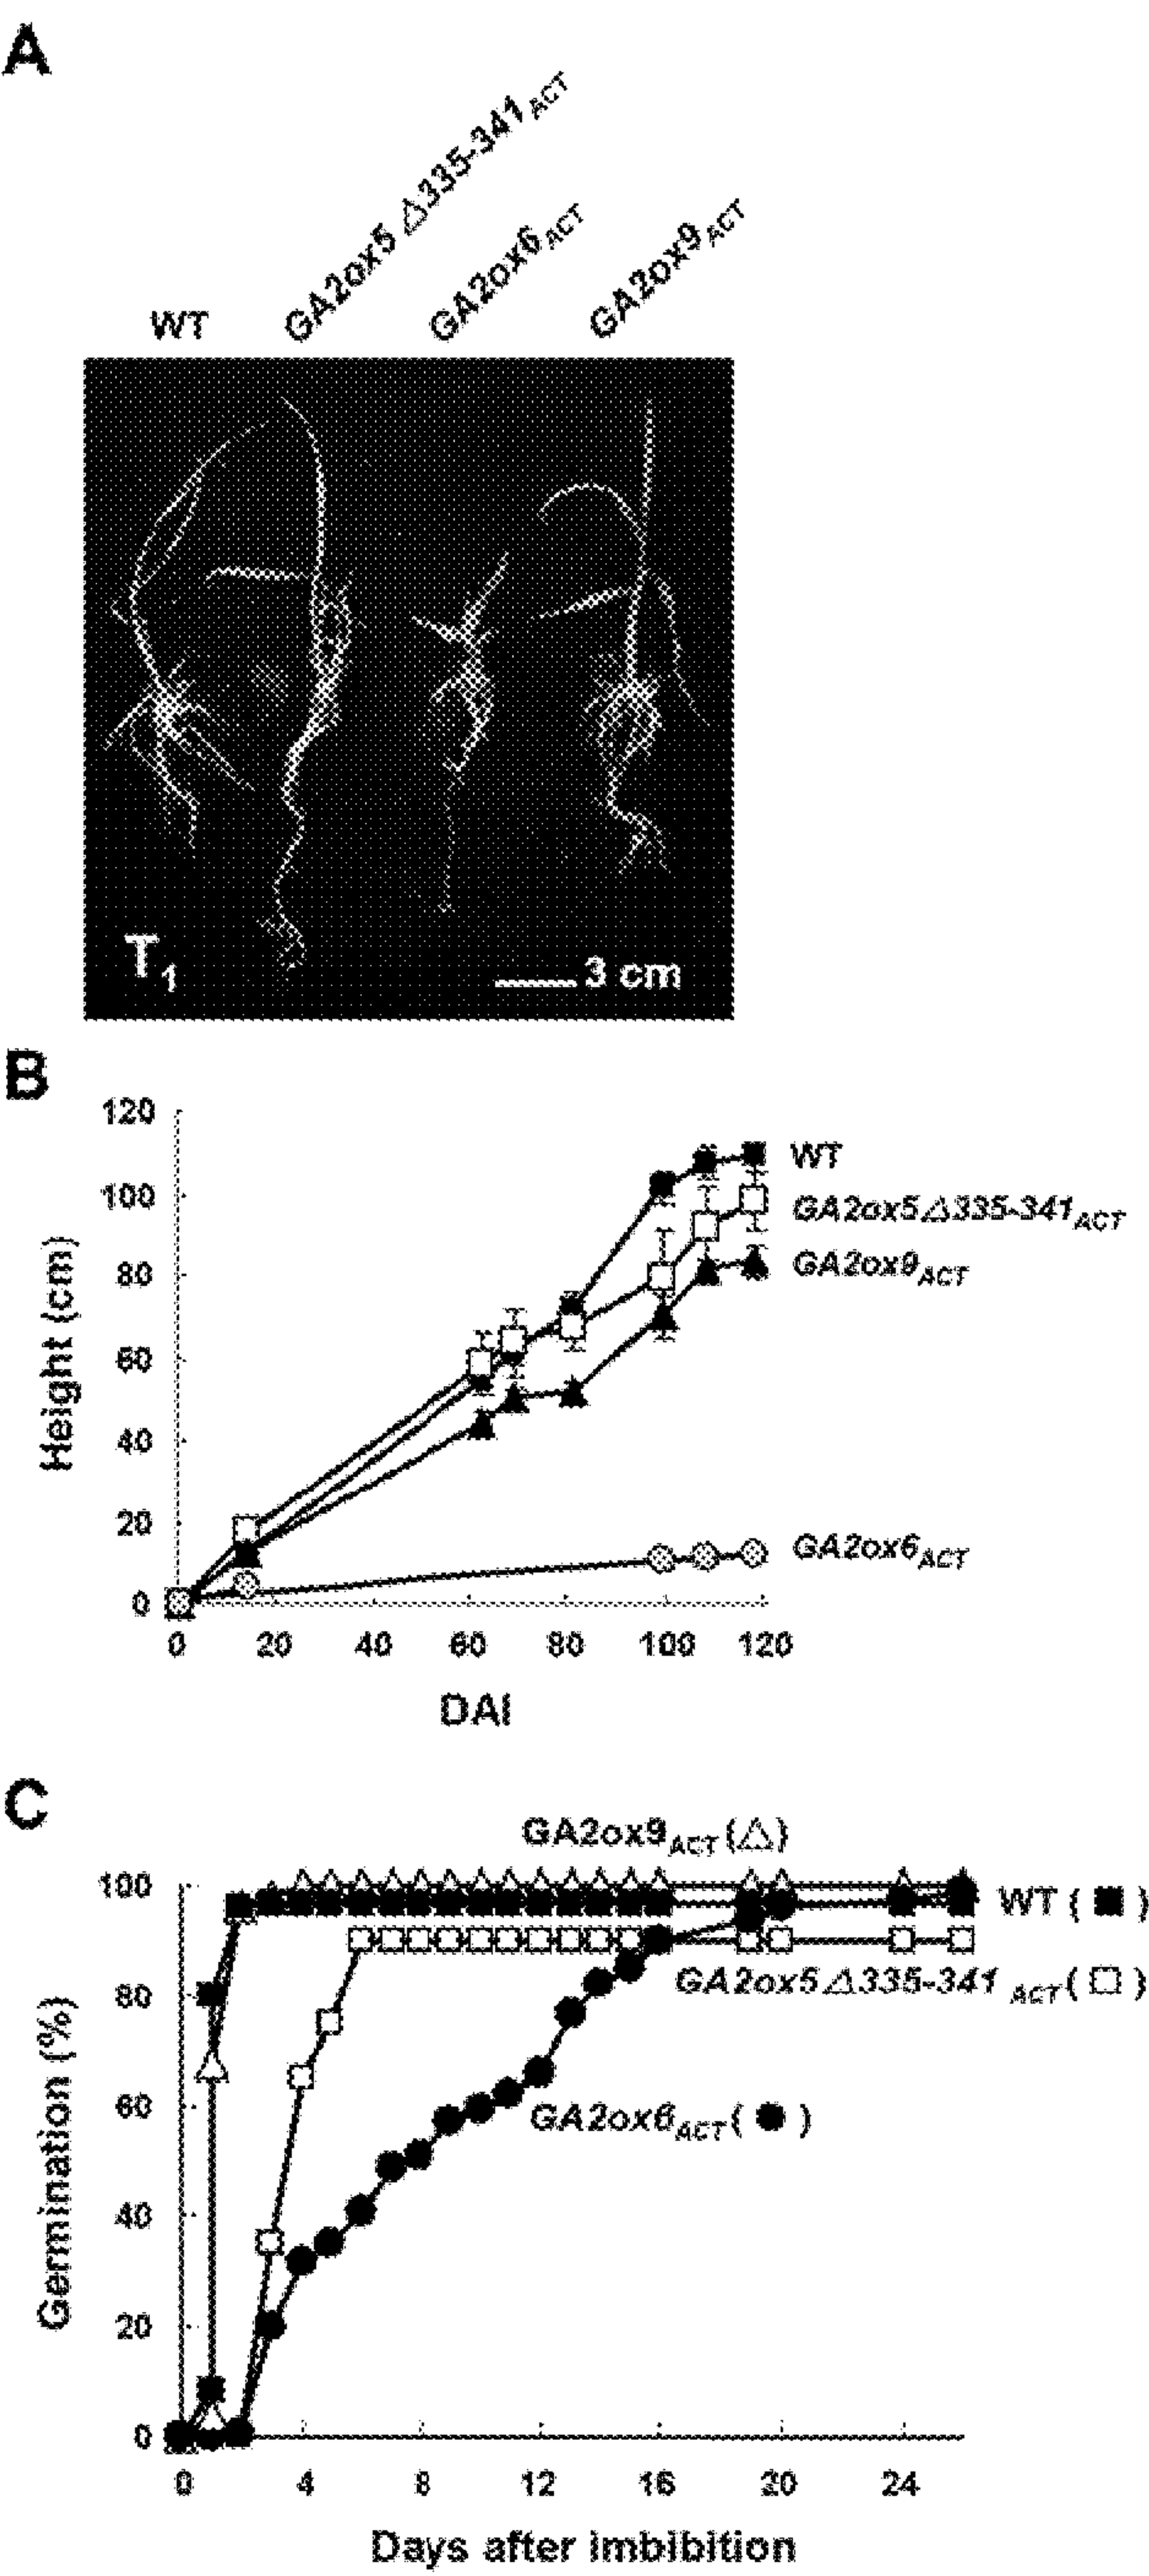 A
WT
GA2ox5 Δ335-341ACT
GA2ox6ACT
GA2ox9ACT
T1
3 cm
B
120
100
80
60
40
20
0
Height (cm)
WT
GA2ox5Δ335-341ACT
GA2ox9ACT
GA2ox6ACT
0 20 40 60 80 100 120
DAI
C
GA2ox9ACT (△)
100
80
60
40
20
0
Germination (%)
WT ( ■ )
GA2ox5Δ335-341 ACT ( □ )
GA2ox6ACT ( ● )
0 4 8 12 16 20 24
Days after imbibition